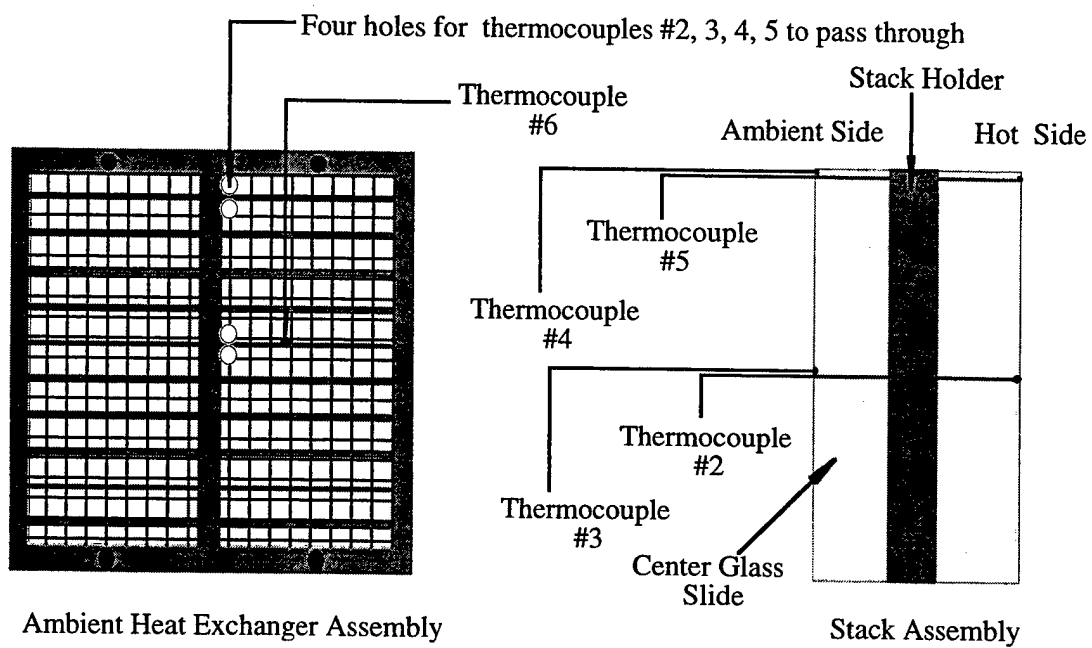 Four holes for thermocouples #2, 3, 4, 5 to pass through
Stack Holder
Thermocouple
#6
Ambient Side
Hot Side
Thermocouple
#5
Thermocouple
#4
Thermocouple
#2
Thermocouple
#3
Center Glass
Slide
Ambient Heat Exchanger Assembly
Stack Assembly